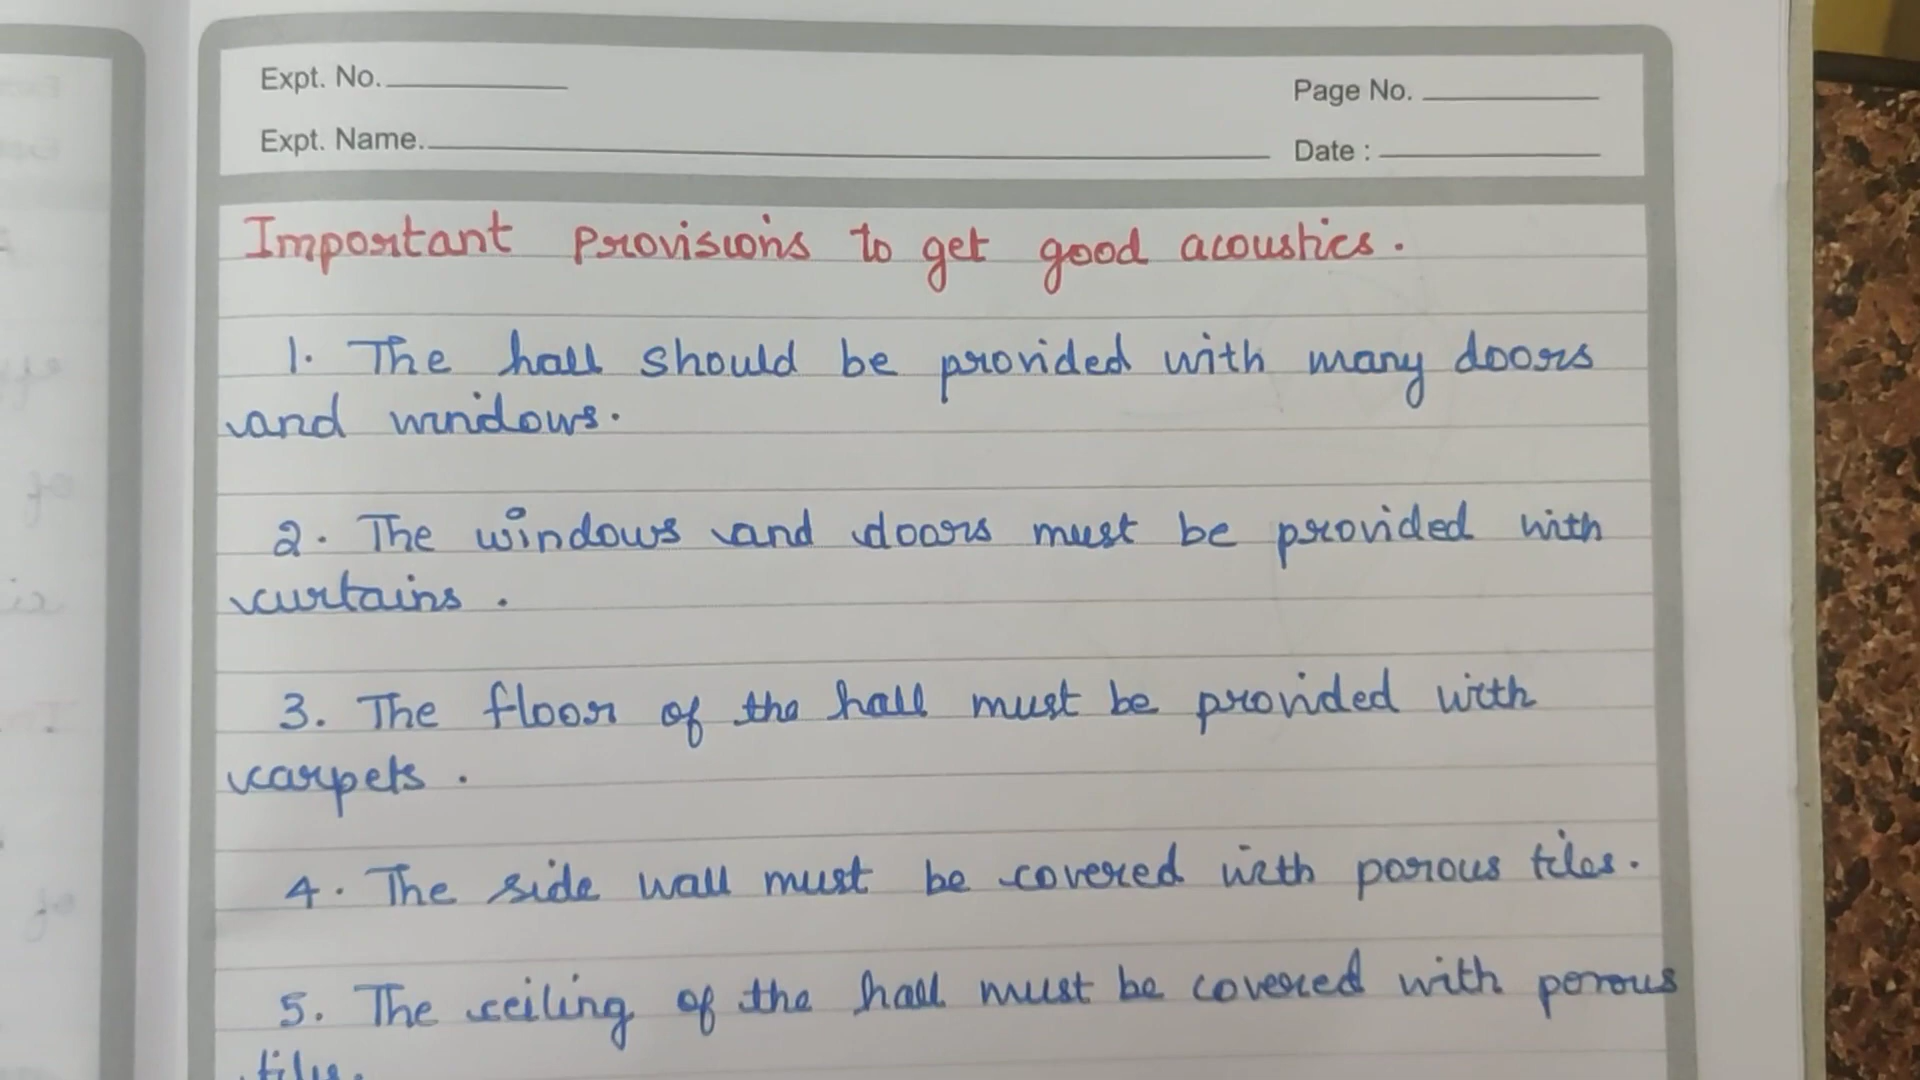 Expt. No.
Page No.
Expt. Name.
Date :
Important provisions to get good acoustics.
1. The hall should be provided with many doors
and windows.
2. The windows and doors must be provided with
curtains.
3. The floor of the hall must be provided with
carpets.
4. The side wall must be covered with porous tiles.
5. The ceiling of the hall must be covered with porous
tiles.